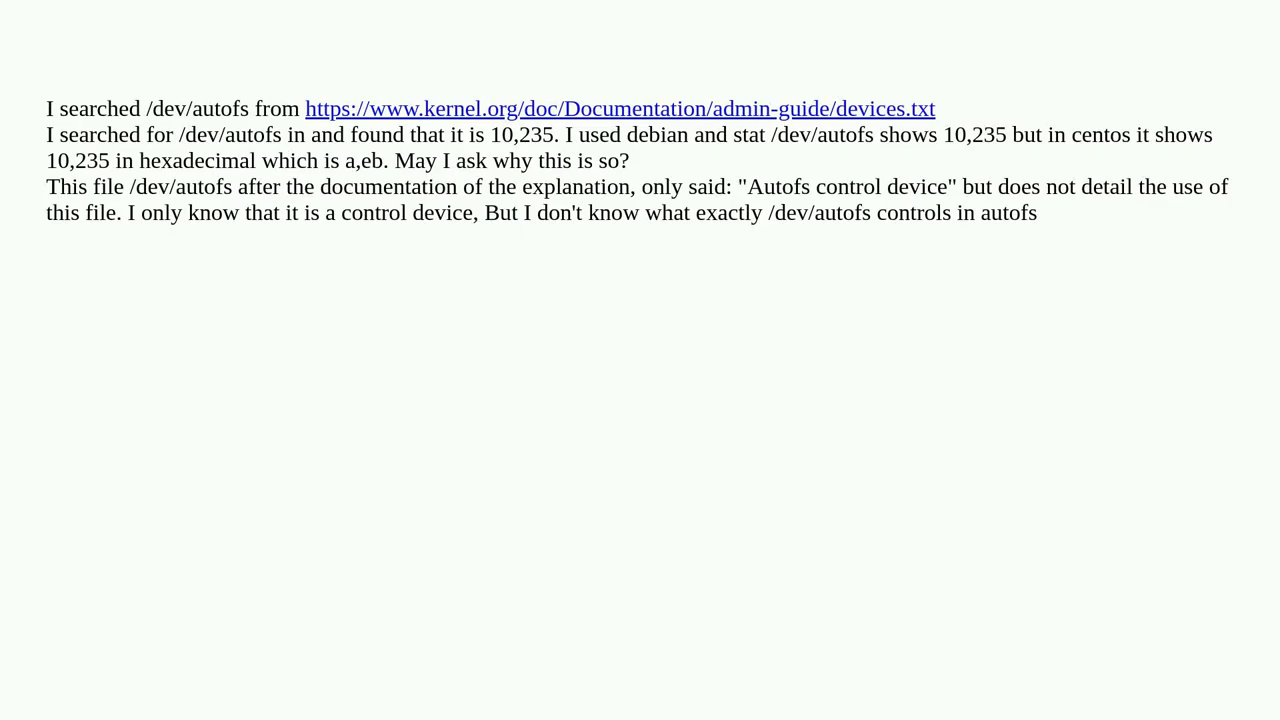 I searched /dev/autofs from https://www.kernel.org/doc/Documentation/admin-guide/devices.txt
I searched for /dev/autofs in and found that it is 10,235. I used debian and stat /dev/autofs shows 10,235 but in centos it shows
10,235 in hexadecimal which is a,eb. May I ask why this is so?
This file /dev/autofs after the documentation of the explanation, only said: "Autofs control device" but does not detail the use of
this file. I only know that it is a control device, But I don't know what exactly /dev/autofs controls in autofs